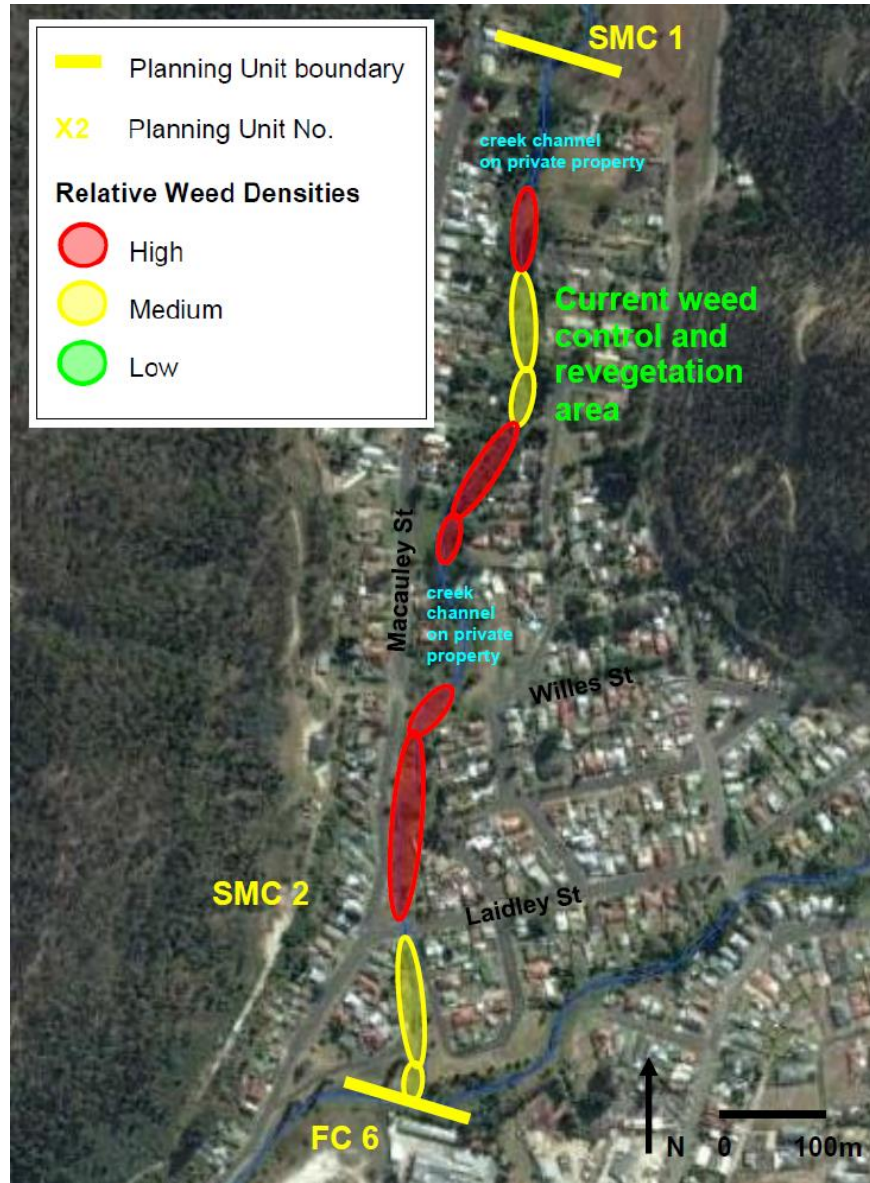 SMC 1
Planning Unit boundary
X2 Planning Unit No.
Relative Weed Densities
High
Medium
Low
creek channel
on private property
Current weed
control and
revegetation
area
Macauley St
creek
channel
on private
property
Willes St
SMC 2
Laidley St
FC 6
N 0 100m